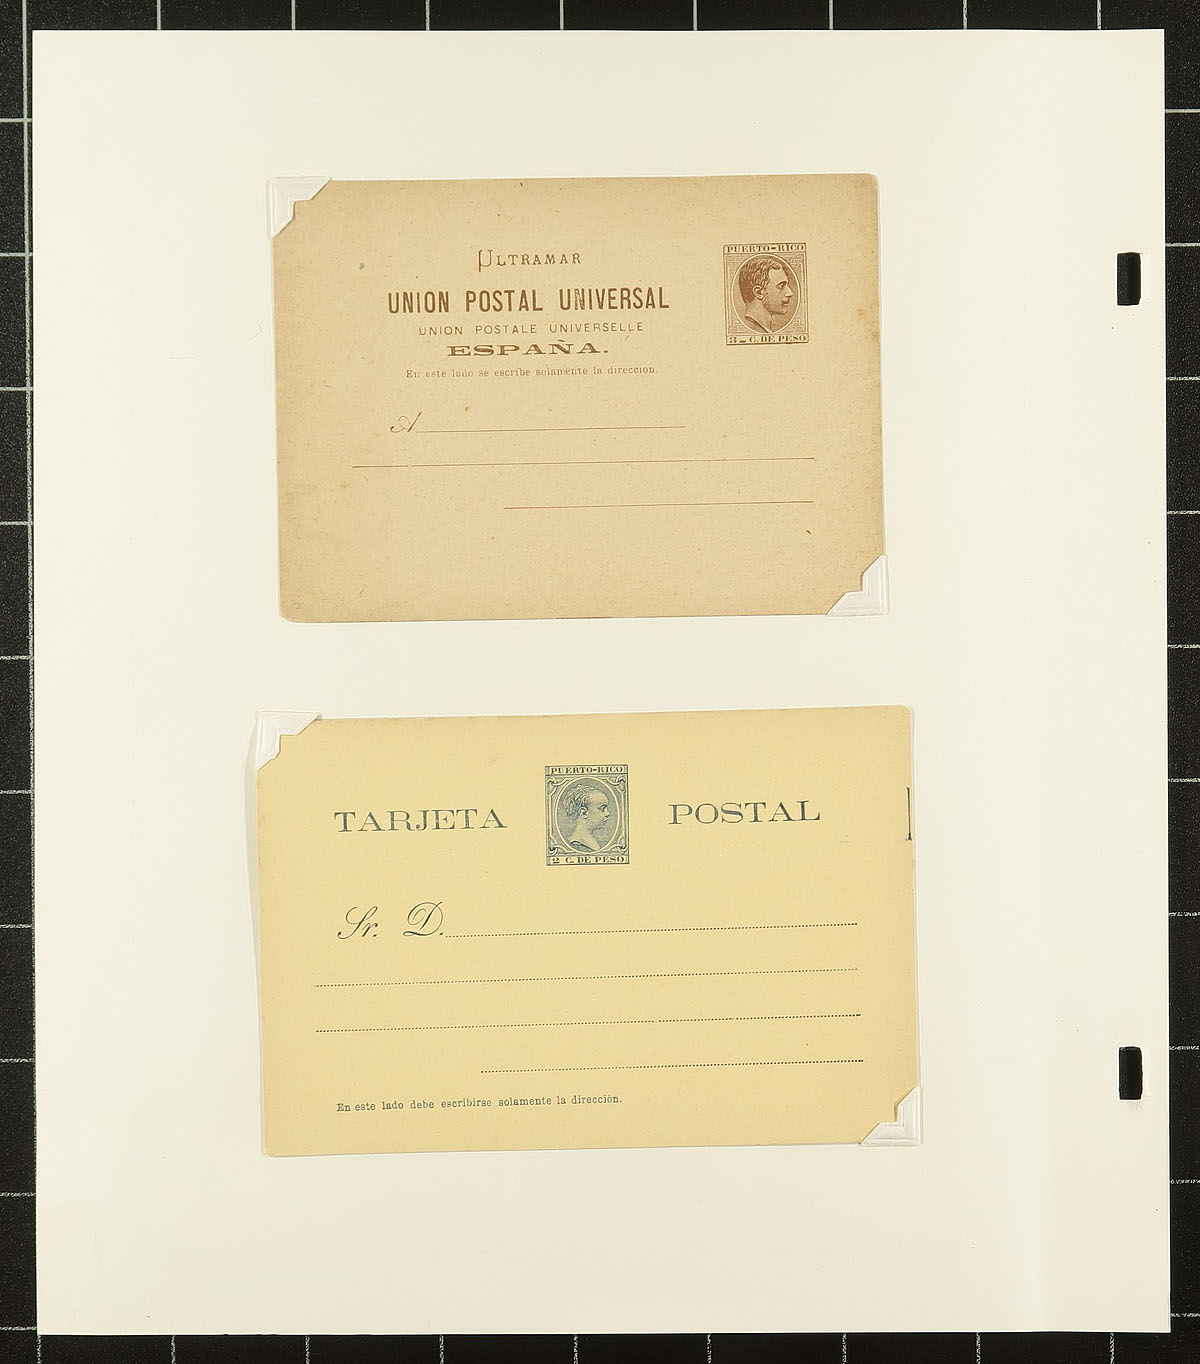 ULTRAMAR
UNION POSTAL UNIVERSAL
UNION POSTALE UNIVERSELLE
ESPAÑA.
En este lado se escribe solamente la direccion.
PUERTO-RICO
3 - C. DE PESO
A
PUERTO-RICO
TARJETA POSTAL
2 C. DE PESO
Sr. D.
En este lado debe escribirse solamente la dirección.